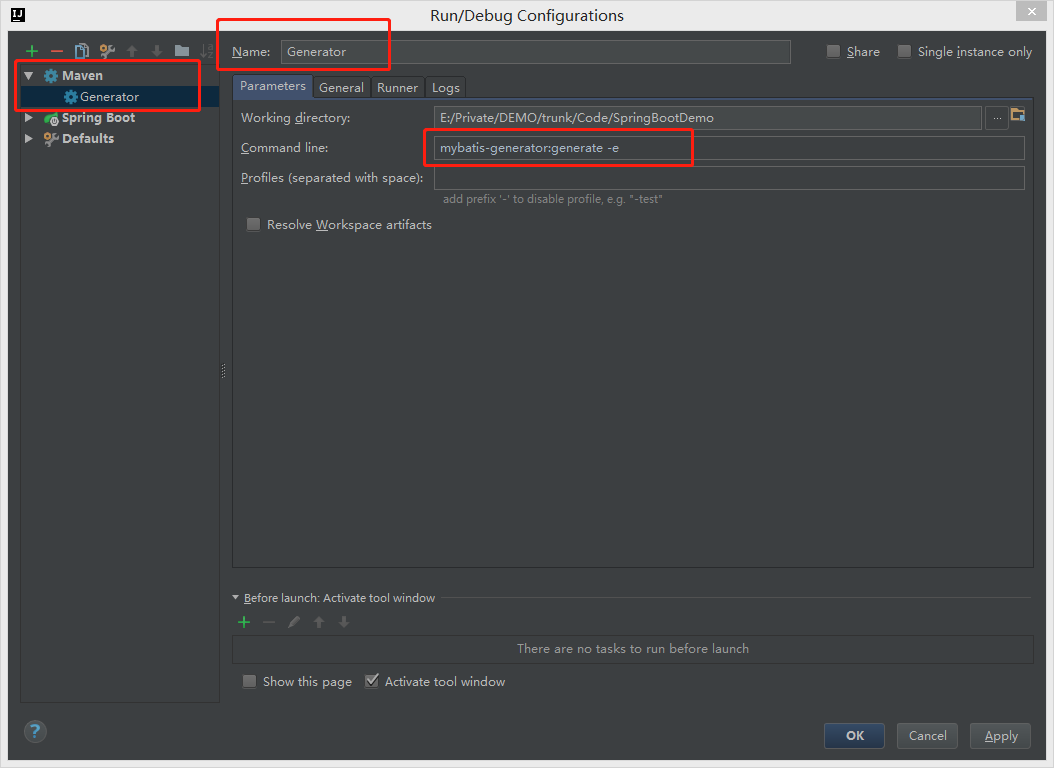 Run/Debug Configurations
Name: Generator
Share
Single instance only
Maven
Generator
Spring Boot
Defaults
Parameters General Runner Logs
Working directory: E:/Private/DEMO/trunk/Code/SpringBootDemo ...
Command line: mybatis-generator:generate -e
Profiles (separated with space):
add prefix '-' to disable profile, e.g. "-test"
Resolve Workspace artifacts
Before launch: Activate tool window
There are no tasks to run before launch
Show this page Activate tool window
? OK Cancel Apply